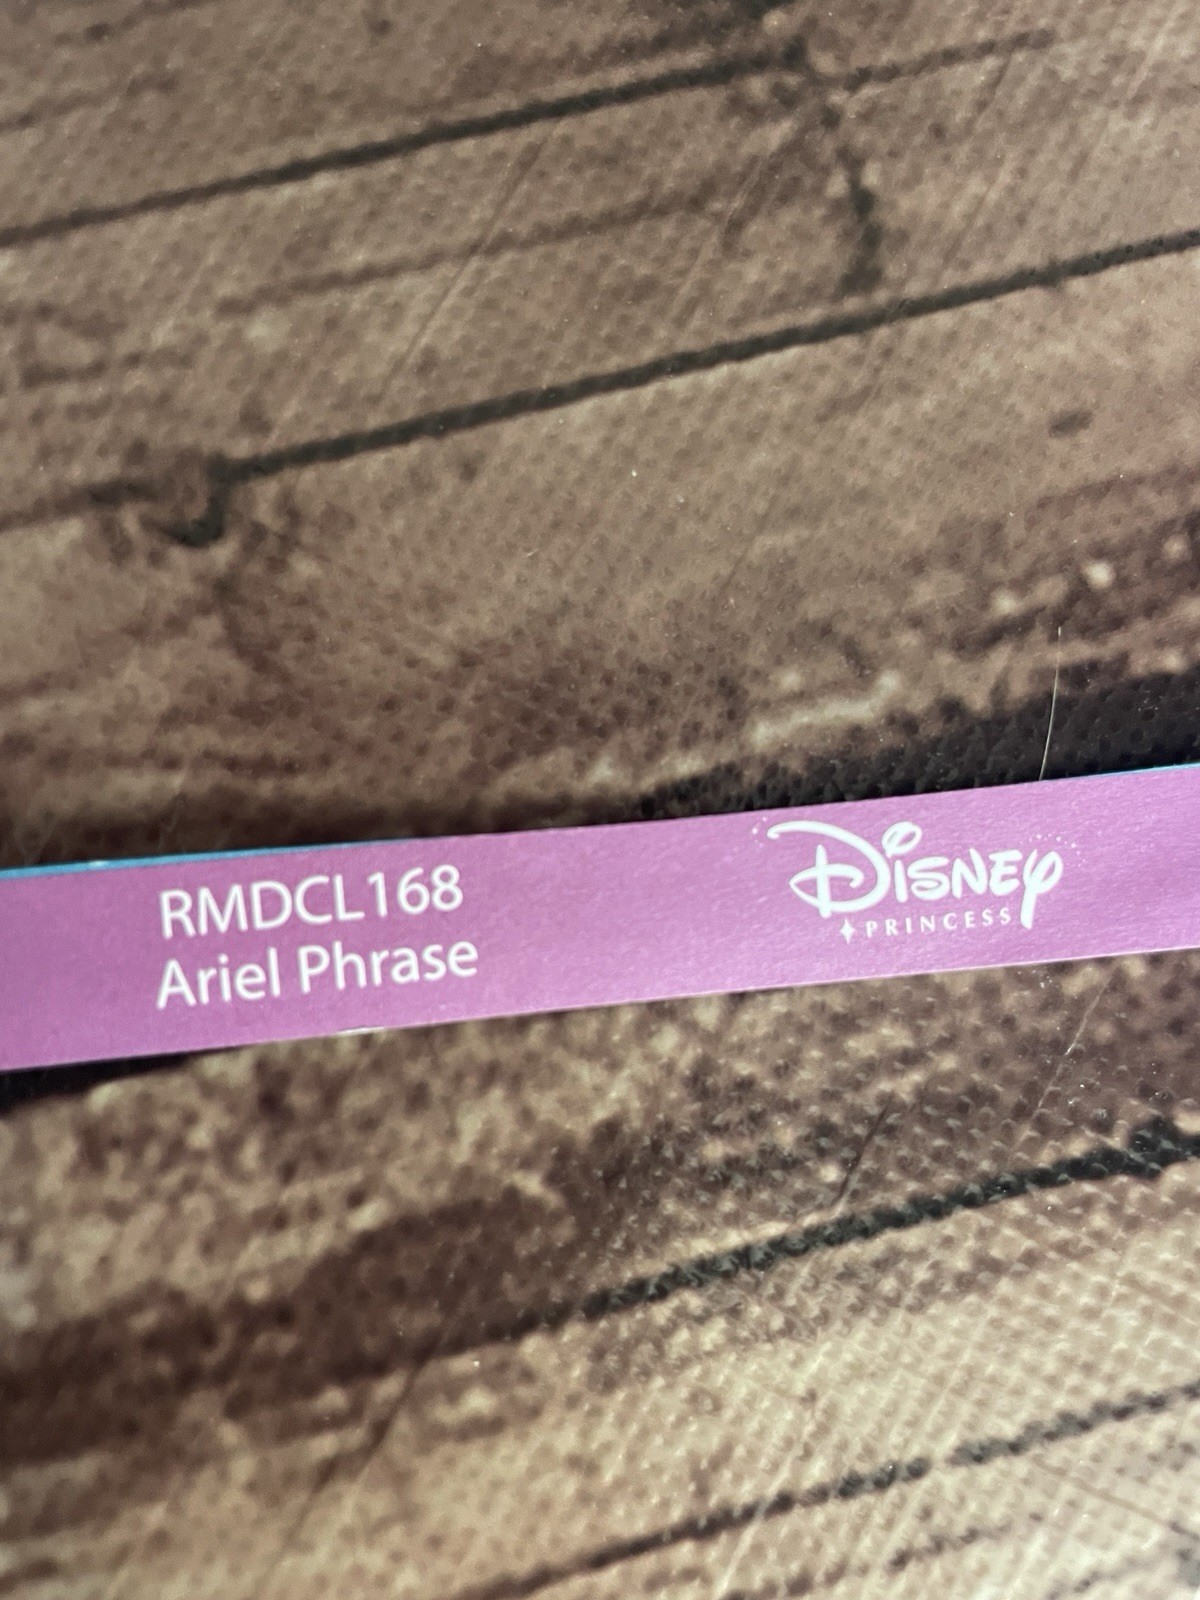 RMDCL168
Ariel Phrase
Disney
PRINCESS